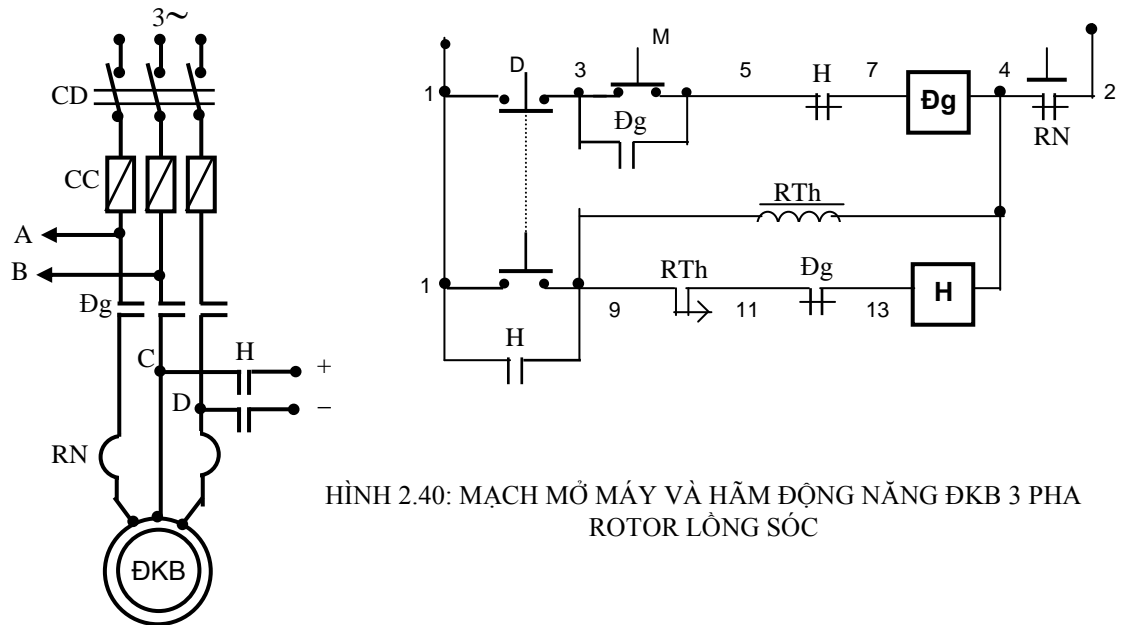 3~
CD
CC
A
B
Đg
C
H
+
D
−
RN
ĐKB
M
D
3
5
H
7
Đg
4
1
2
Đg
RN
RTh
RTh
Đg
1
9
11
13
H
H
HÌNH 2.40: MẠCH MỞ MÁY VÀ HÃM ĐỘNG NĂNG ĐKB 3 PHA
ROTOR LỒNG SÓC